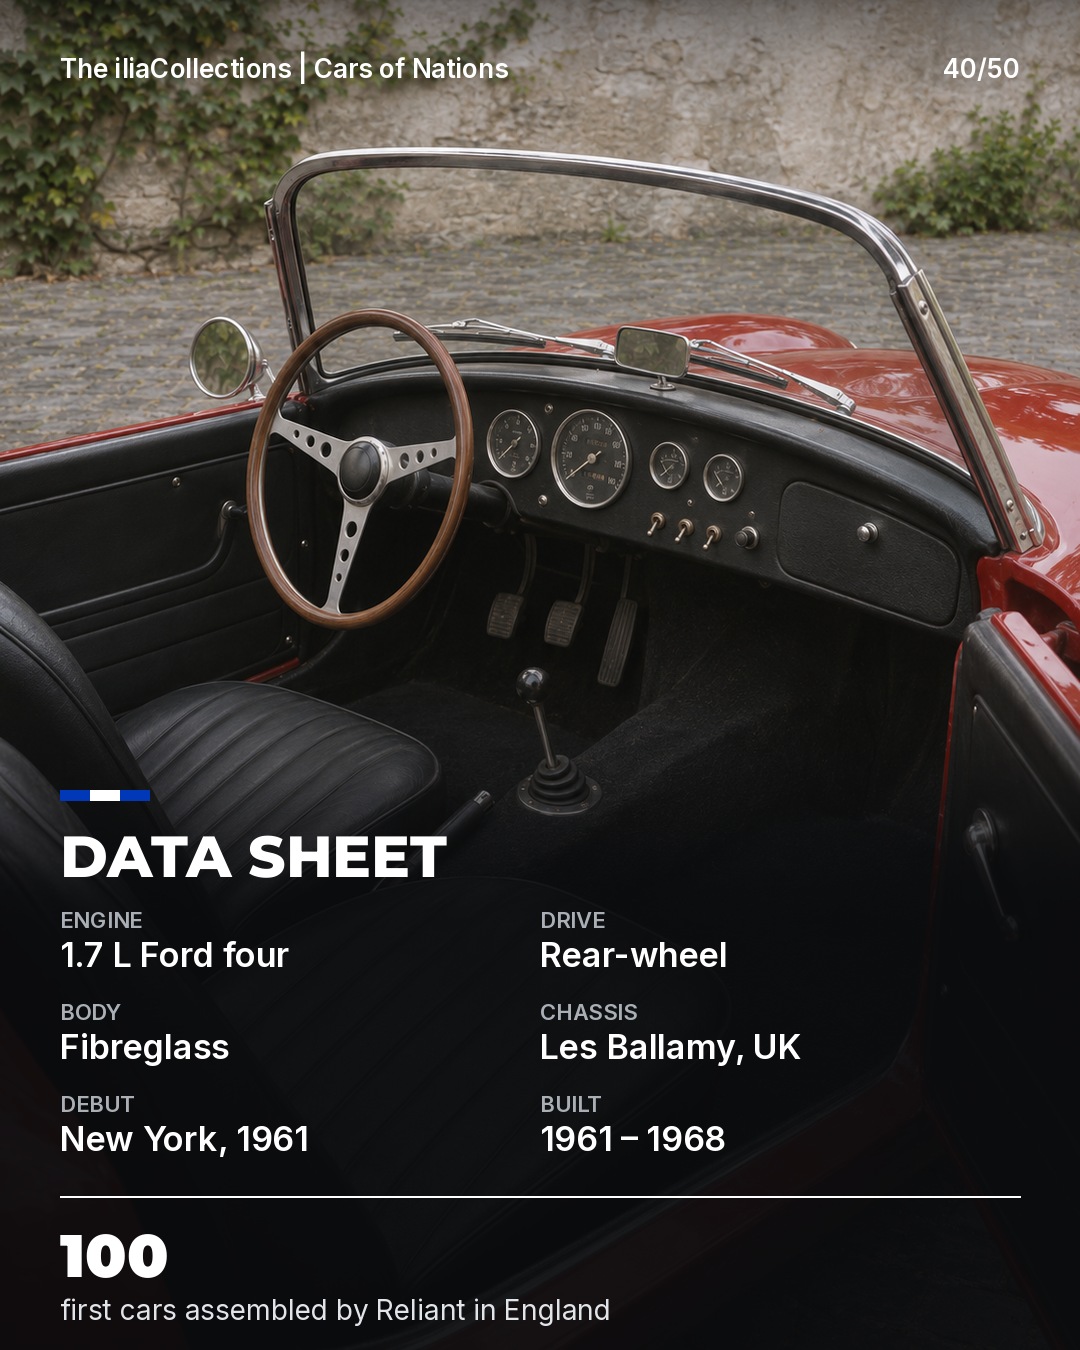 The iliaCollections | Cars of Nations
40/50
DATA SHEET
ENGINE
1.7 L Ford four
DRIVE
Rear-wheel
BODY
Fibreglass
CHASSIS
Les Ballamy, UK
DEBUT
New York, 1961
BUILT
1961 – 1968
100
first cars assembled by Reliant in England